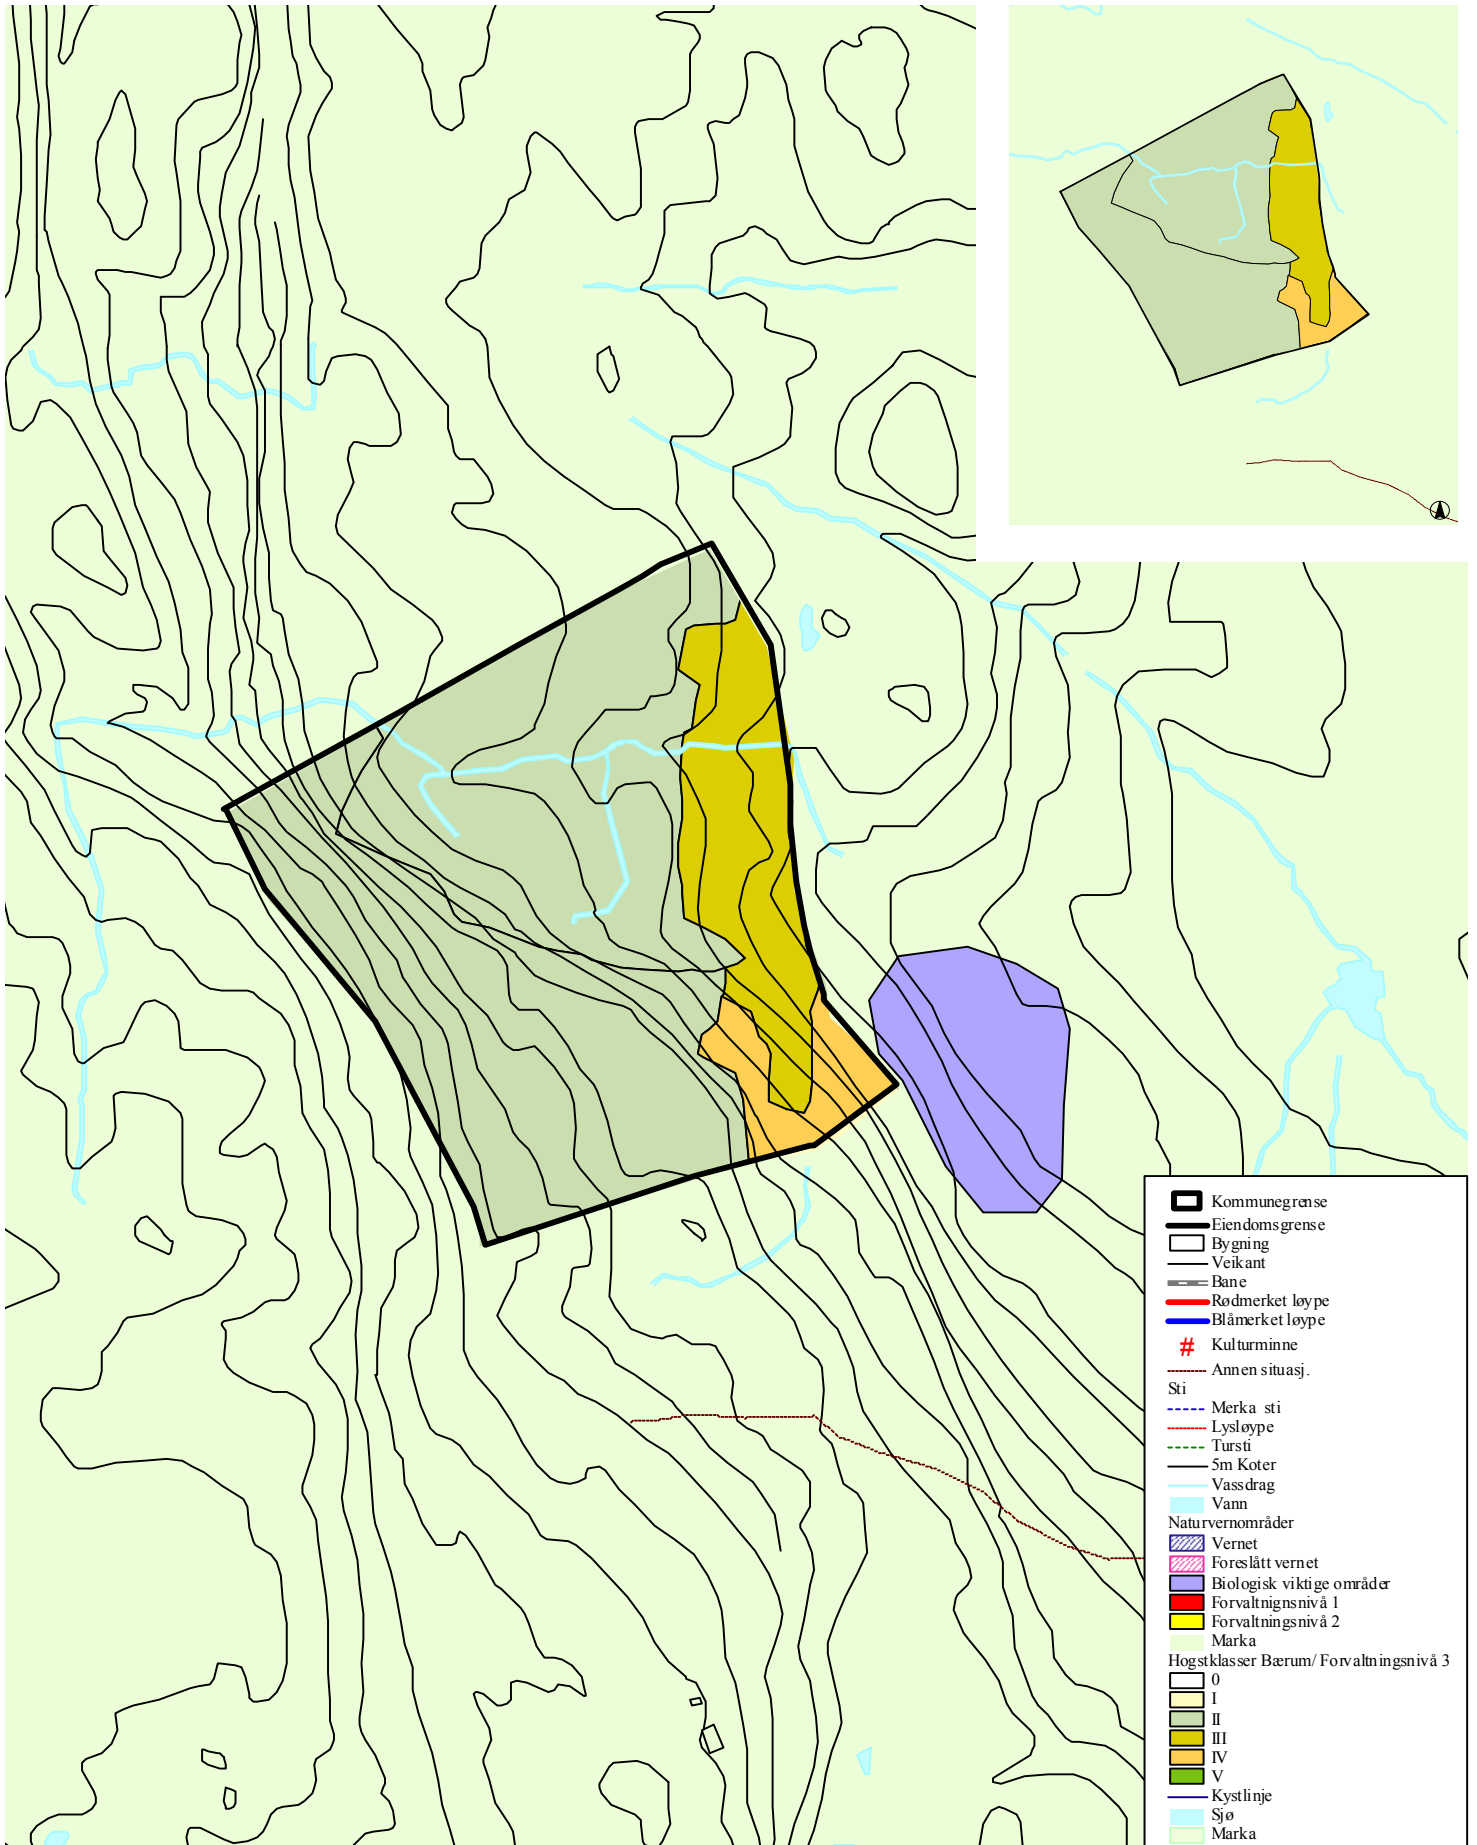 Kommunegrense
Eiendomsgrense
Bygning
Veikant
Bane
Rødmerket løype
Blåmerket løype
# Kulturminne
Annen situasj.
Sti
Merka sti
Lysløype
Tursti
5m Koter
Vassdrag
Vann
Naturvernområder
Vernet
Foreslått vernet
Biologisk viktige områder
Forvaltnignsnivå 1
Forvaltningsnivå 2
Marka
Hogstklasser Bærum/ Forvaltningsnivå 3
0
I
II
III
IV
V
Kystlinje
Sjø
Marka